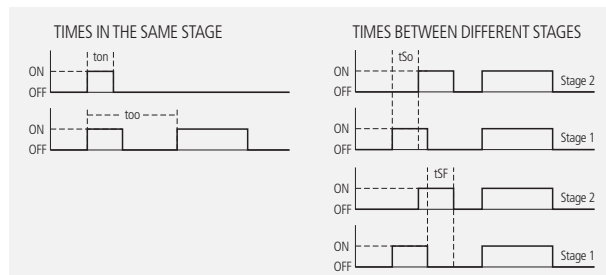 TIMES IN THE SAME STAGE
ton
ON
OFF
too
ON
OFF
TIMES BETWEEN DIFFERENT STAGES
tSo
ON
OFF
Stage 2
ON
OFF
Stage 1
tSF
ON
OFF
Stage 2
ON
OFF
Stage 1